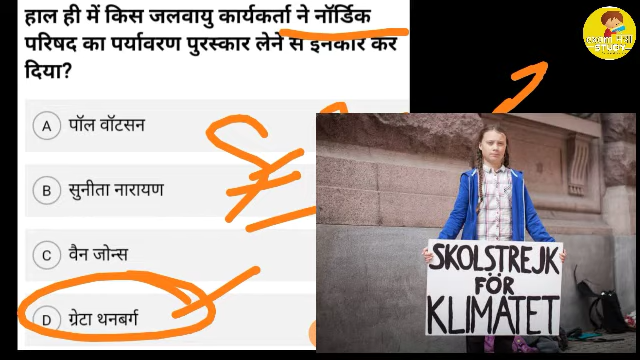 हाल ही में किस जलवायु कार्यकर्ता ने नॉर्डिक
परिषद का पर्यावरण पुरस्कार लेने से इनकार कर
दिया?
A पॉल वॉटसन
B सुनीता नारायण
C वैन जोन्स
D ग्रेटा थनबर्ग
SKOLSTREJK
FÖR
KLIMATET